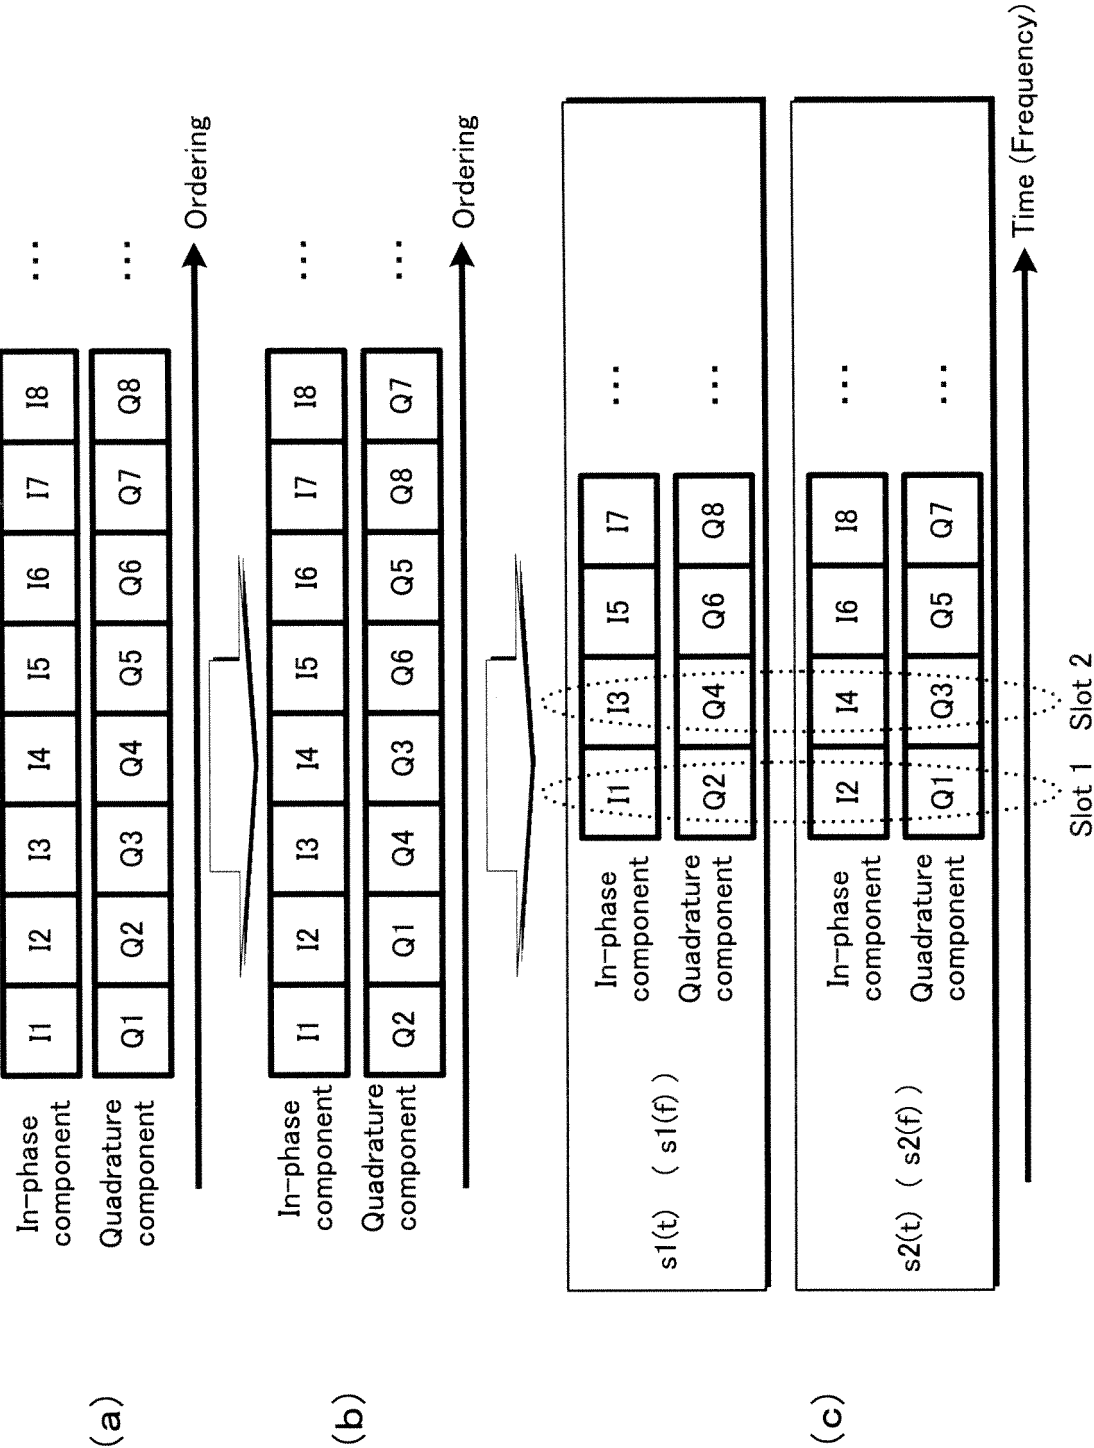 (a)
In-phase
component
I1 I2 I3 I4 I5 I6 I7 I8 ...
Quadrature
component
Q1 Q2 Q3 Q4 Q5 Q6 Q7 Q8 ...
Ordering
(b)
In-phase
component
I1 I2 I3 I4 I5 I6 I7 I8 ...
Quadrature
component
Q2 Q1 Q4 Q3 Q6 Q5 Q8 Q7 ...
Ordering
(c)
s1(t) ( s1(f) )
In-phase
component
I1 I3 I5 I7 ...
Quadrature
component
Q2 Q4 Q6 Q8 ...
s2(t) ( s2(f) )
In-phase
component
I2 I4 I6 I8 ...
Quadrature
component
Q1 Q3 Q5 Q7 ...
Time (Frequency)
Slot 1 Slot 2